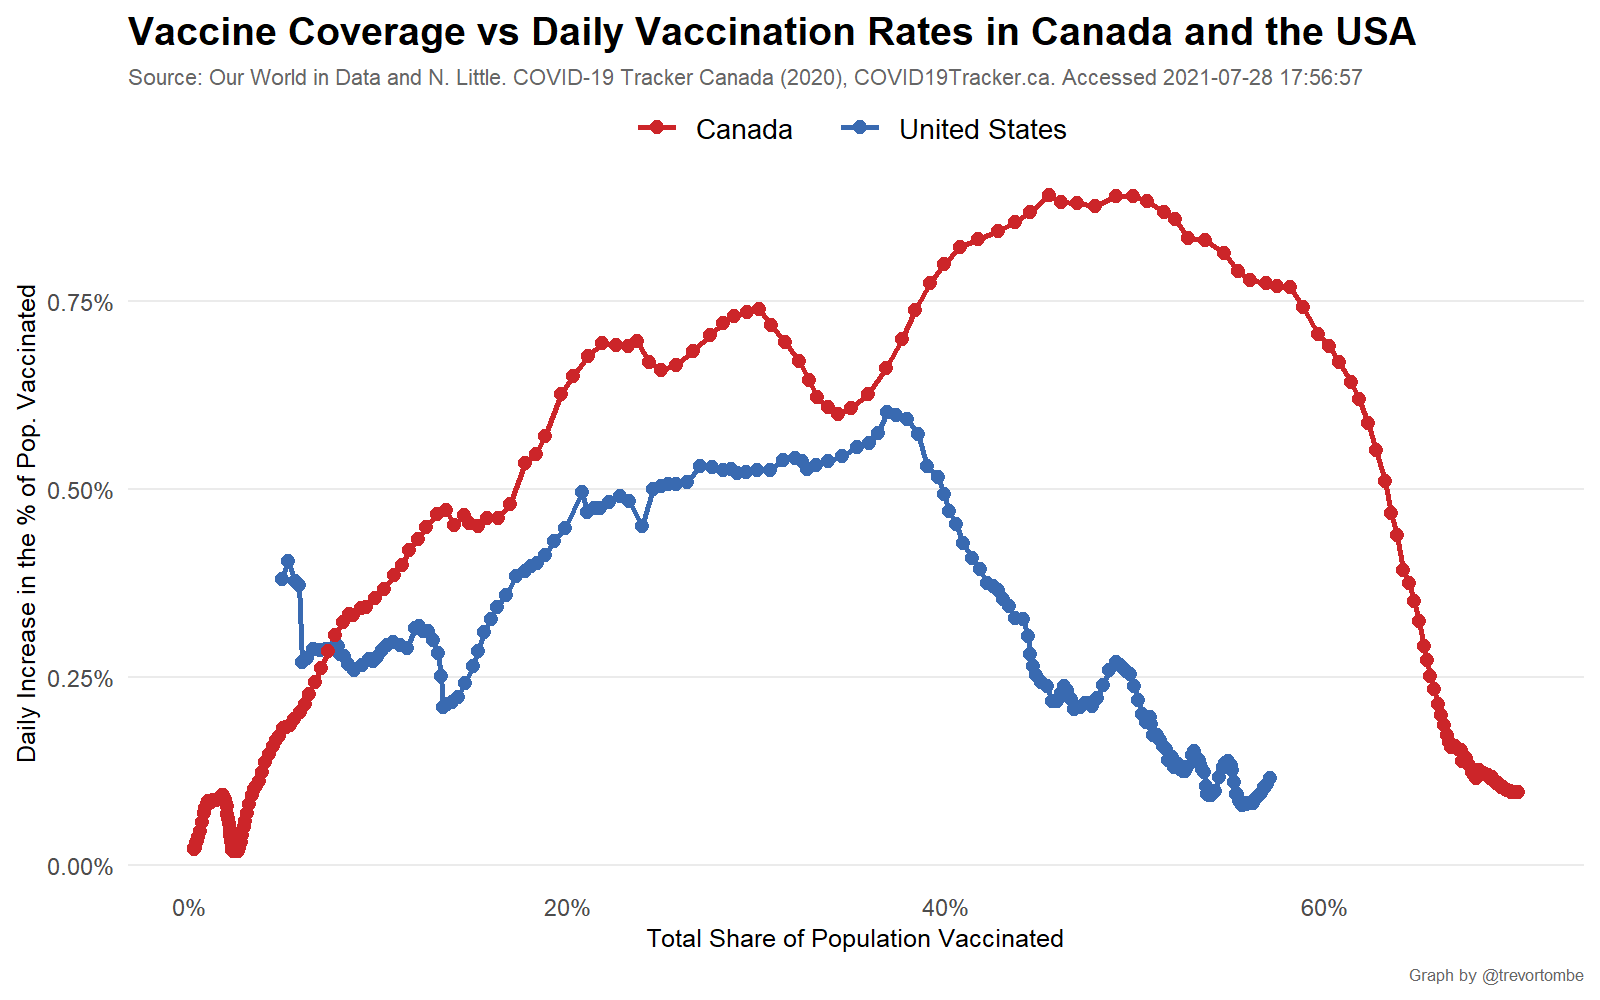 Vaccine Coverage vs Daily Vaccination Rates in Canada and the USA
Source: Our World in Data and N. Little. COVID-19 Tracker Canada (2020), COVID19Tracker.ca. Accessed 2021-07-28 17:56:57
Canada United States
Daily Increase in the % of Pop. Vaccinated
0.75%
0.50%
0.25%
0.00%
0% 20% 40% 60%
Total Share of Population Vaccinated
Graph by @trevortombe